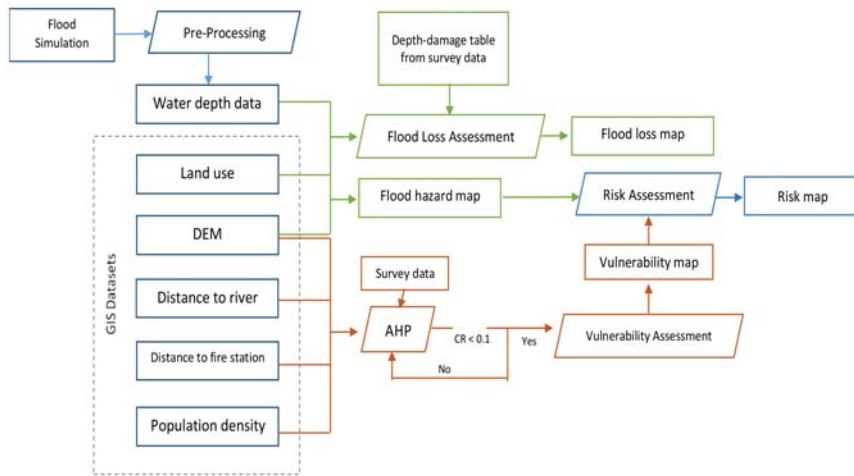 Flood
Simulation
Pre-Processing
Depth-damage table
from survey data
Water depth data
Flood Loss Assessment
Flood loss map
GIS Datasets
Land use
Flood hazard map
Risk Assessment
Risk map
DEM
Survey data
Vulnerability map
Distance to river
AHP
CR < 0.1
Yes
Vulnerability Assessment
Distance to fire station
No
Population density